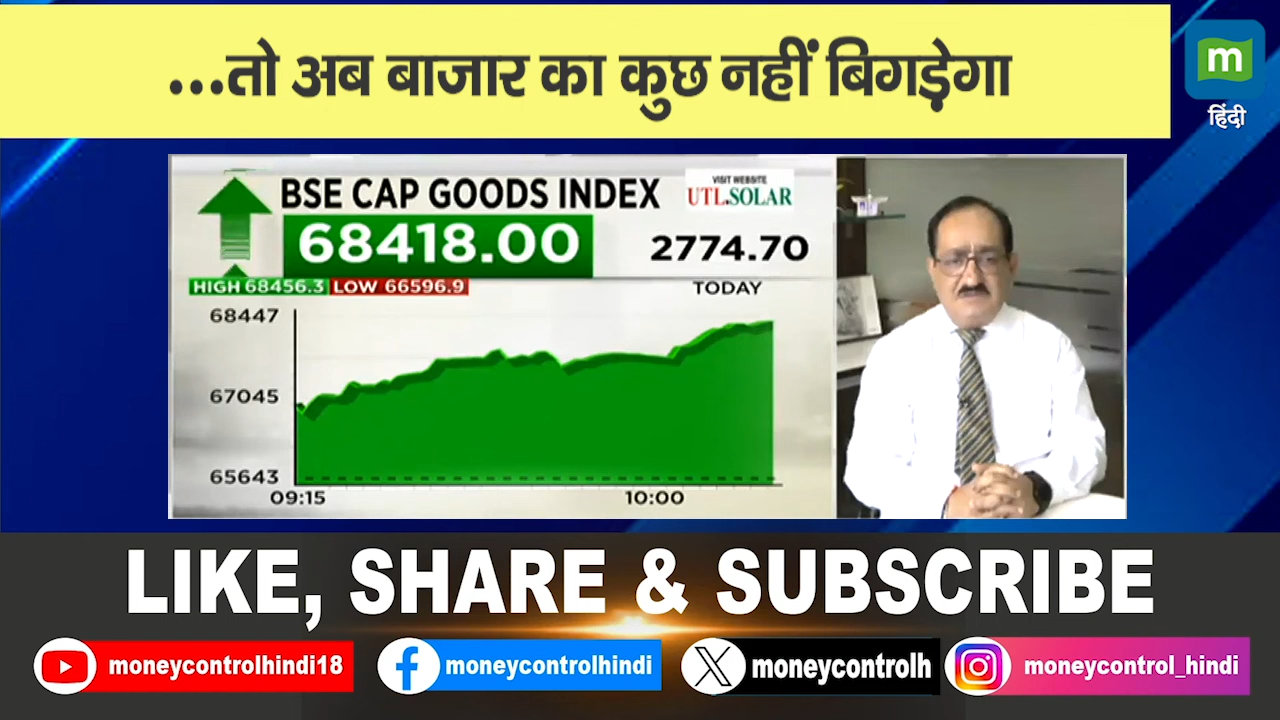 ...तो अब बाजार का कुछ नहीं बिगड़ेगा
m
हिंदी
BSE CAP GOODS INDEX
VISIT WEBSITE
UTL.SOLAR
68418.00
2774.70
HIGH 68456.3 LOW 66596.9
TODAY
68447
67045
65643
09:15
10:00
LIKE, SHARE & SUBSCRIBE
moneycontrolhindi18
moneycontrolhindi
moneycontrolh
moneycontrol_hindi